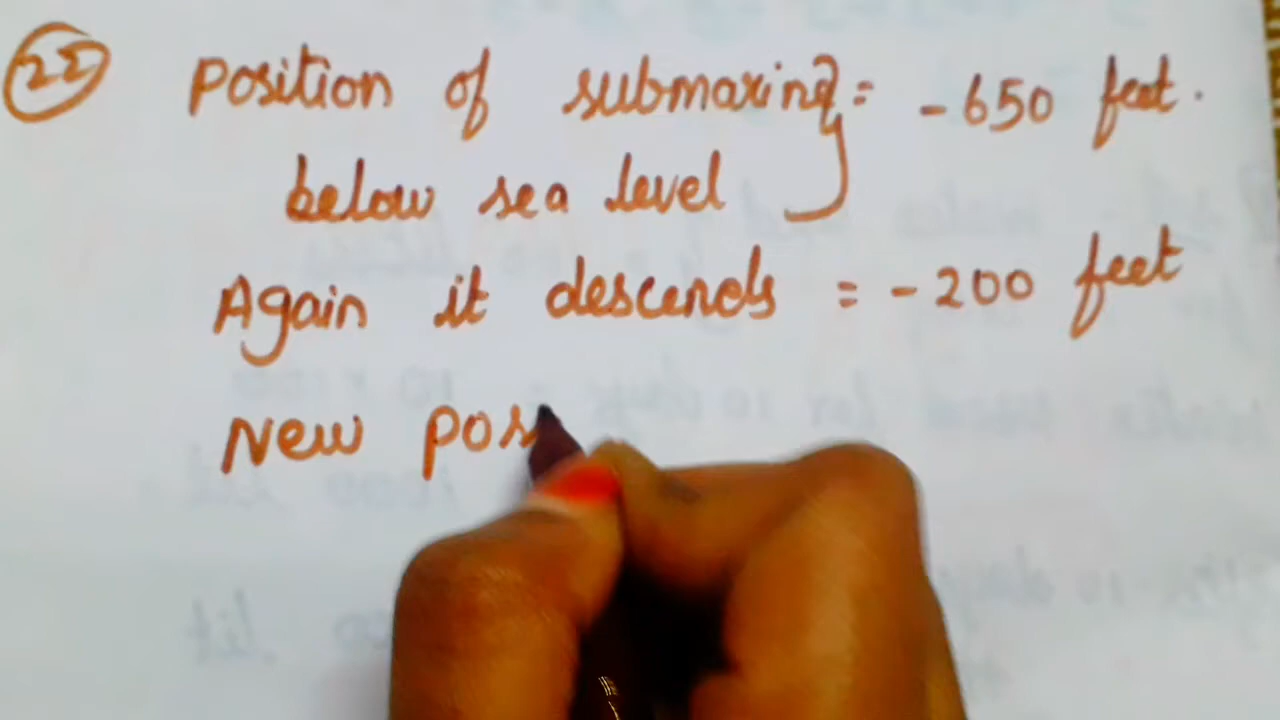 22 Position of submarine = -650 feet.
below sea level
Again it descends = -200 feet
New pos